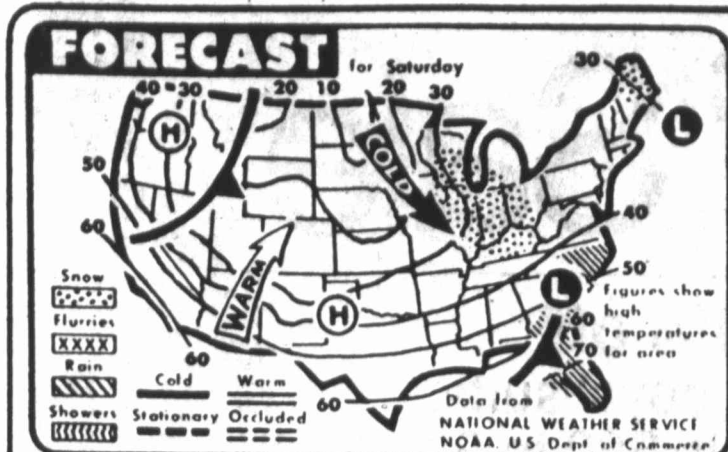 FORECAST
for Saturday
40 30 20 10 20 30 30
H
L
COLD
50
60
40
50
Snow
Flurries
Rain
Showers
WARM
H
L
60
70
60
60
Figures show
high
temperatures
for area
Cold Warm
Stationary Occluded
Data from
NATIONAL WEATHER SERVICE
NOAA, U.S. Dept. of Commerce